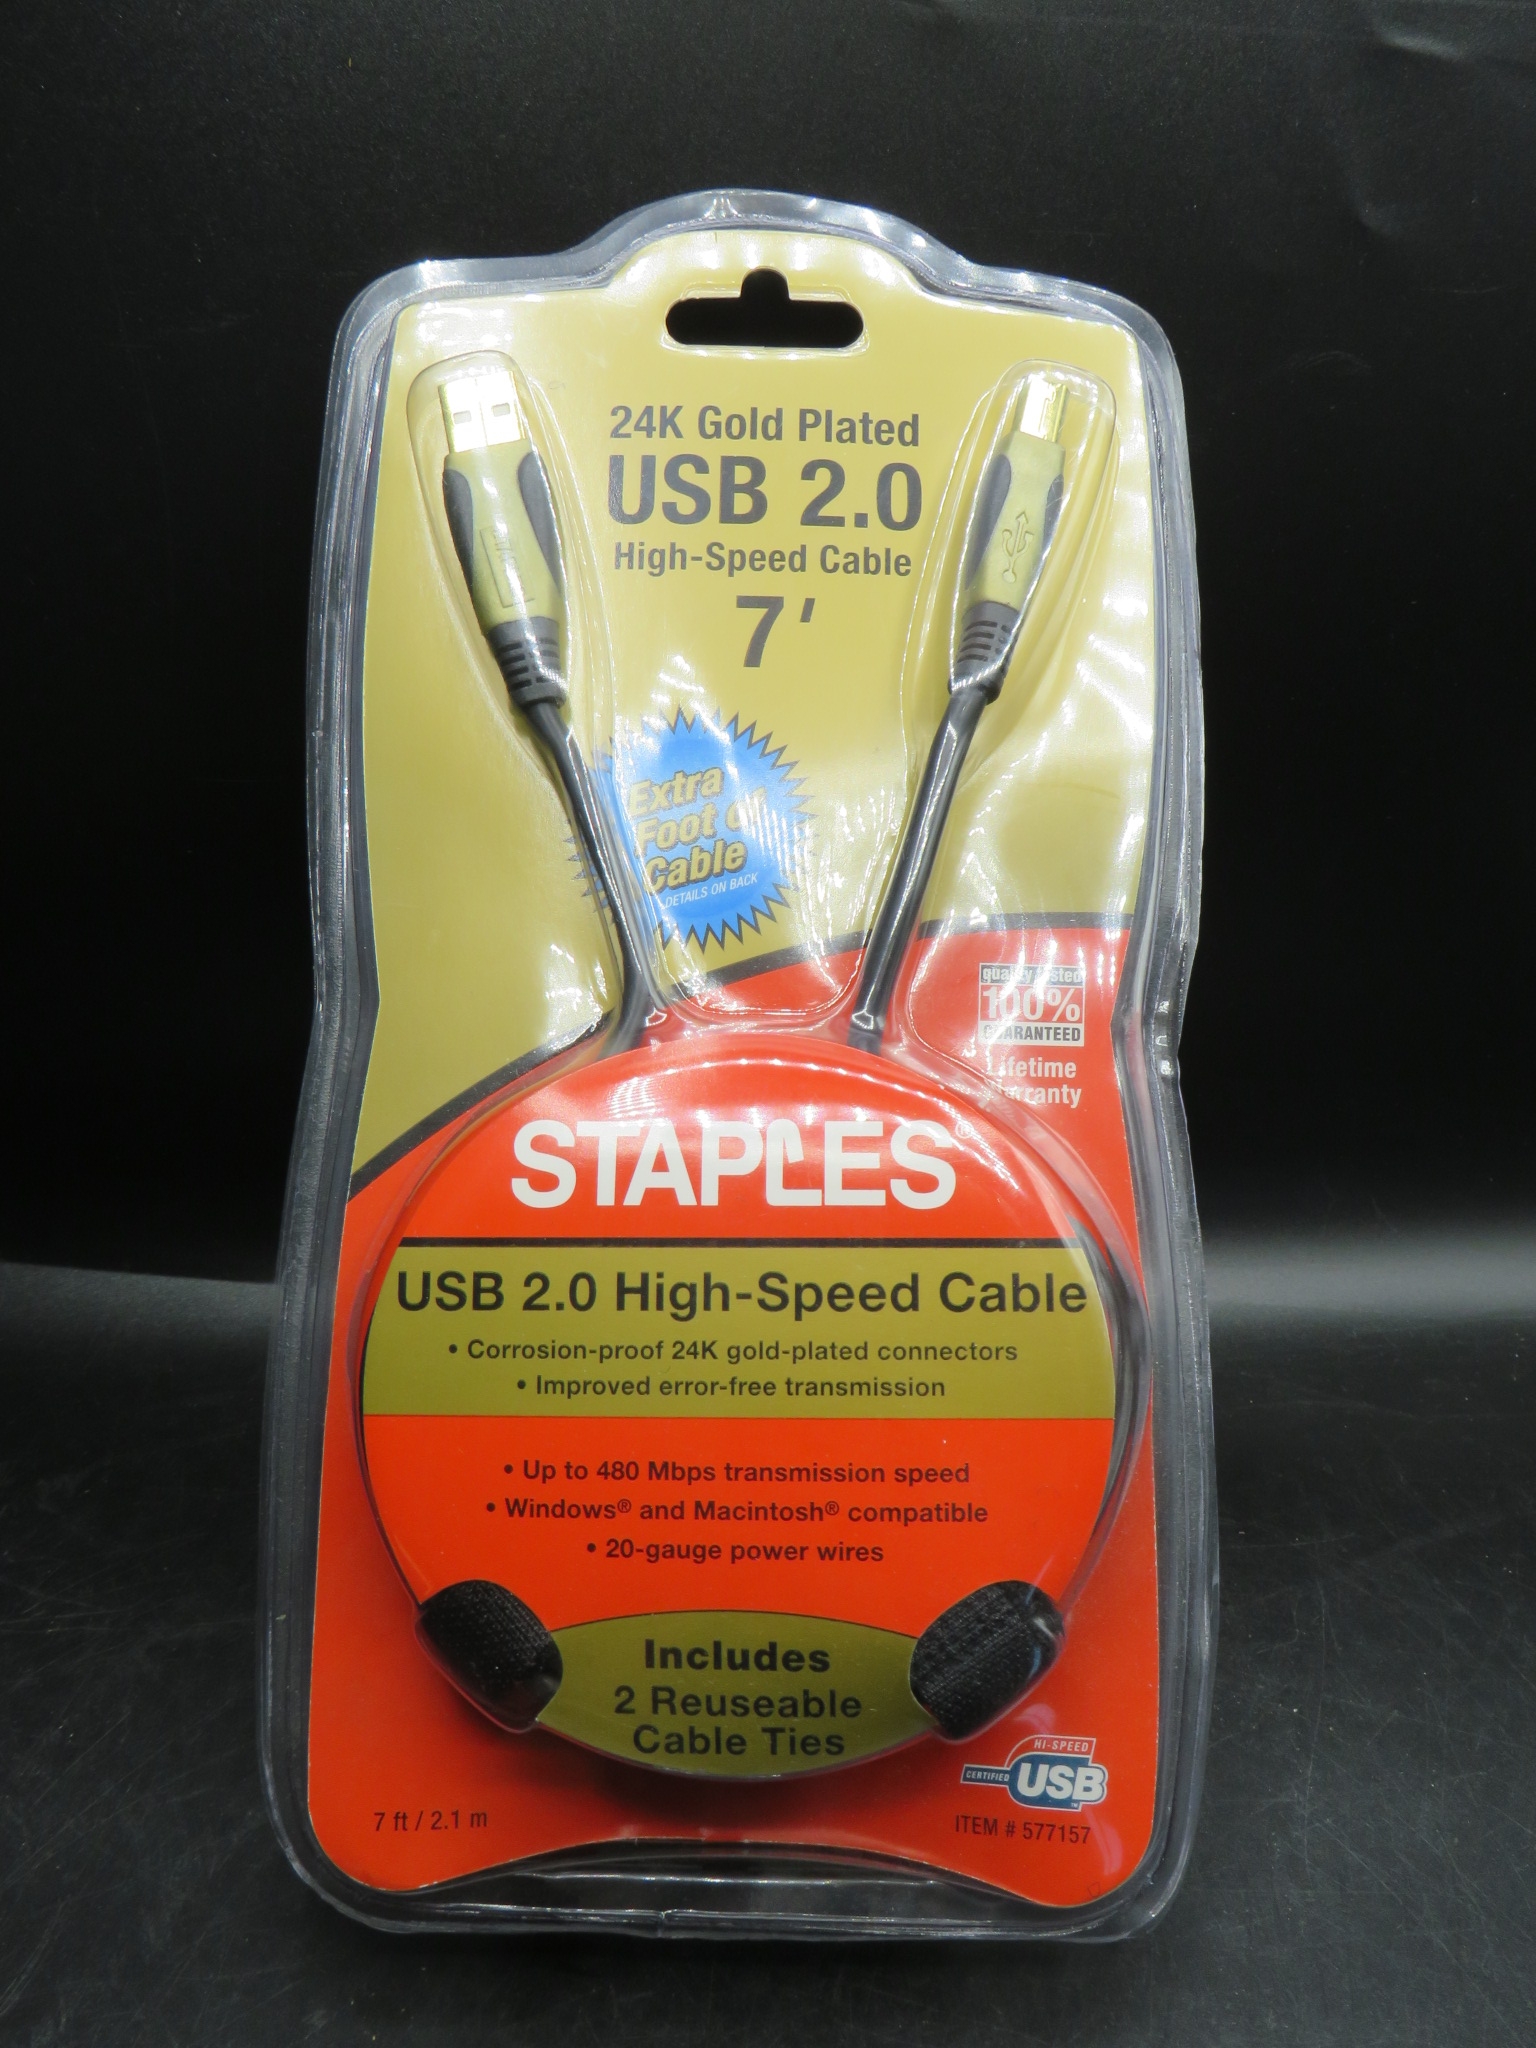 24K Gold Plated
USB 2.0
High-Speed Cable
7'
Extra
Foot of
Cable
DETAILS ON BACK
quality tested
100%
GUARANTEED
Lifetime
Warranty
STAPLES®
USB 2.0 High-Speed Cable
• Corrosion-proof 24K gold-plated connectors
• Improved error-free transmission
• Up to 480 Mbps transmission speed
• Windows® and Macintosh® compatible
• 20-gauge power wires
Includes
2 Reuseable
Cable Ties
HI-SPEED
CERTIFIED USB™
7 ft / 2.1 m
ITEM # 577157